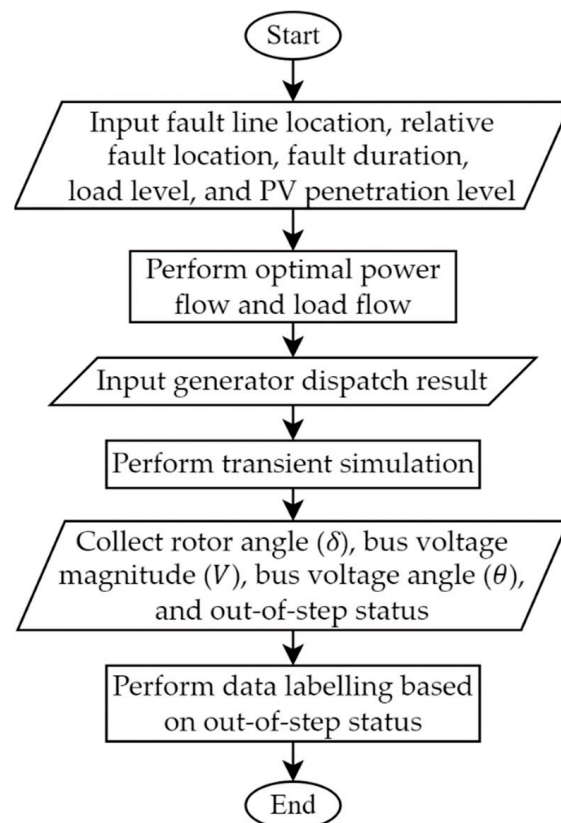 Start
Input fault line location, relative
fault location, fault duration,
load level, and PV penetration level
Perform optimal power
flow and load flow
Input generator dispatch result
Perform transient simulation
Collect rotor angle (δ), bus voltage
magnitude (V), bus voltage angle (θ),
and out-of-step status
Perform data labelling based
on out-of-step status
End